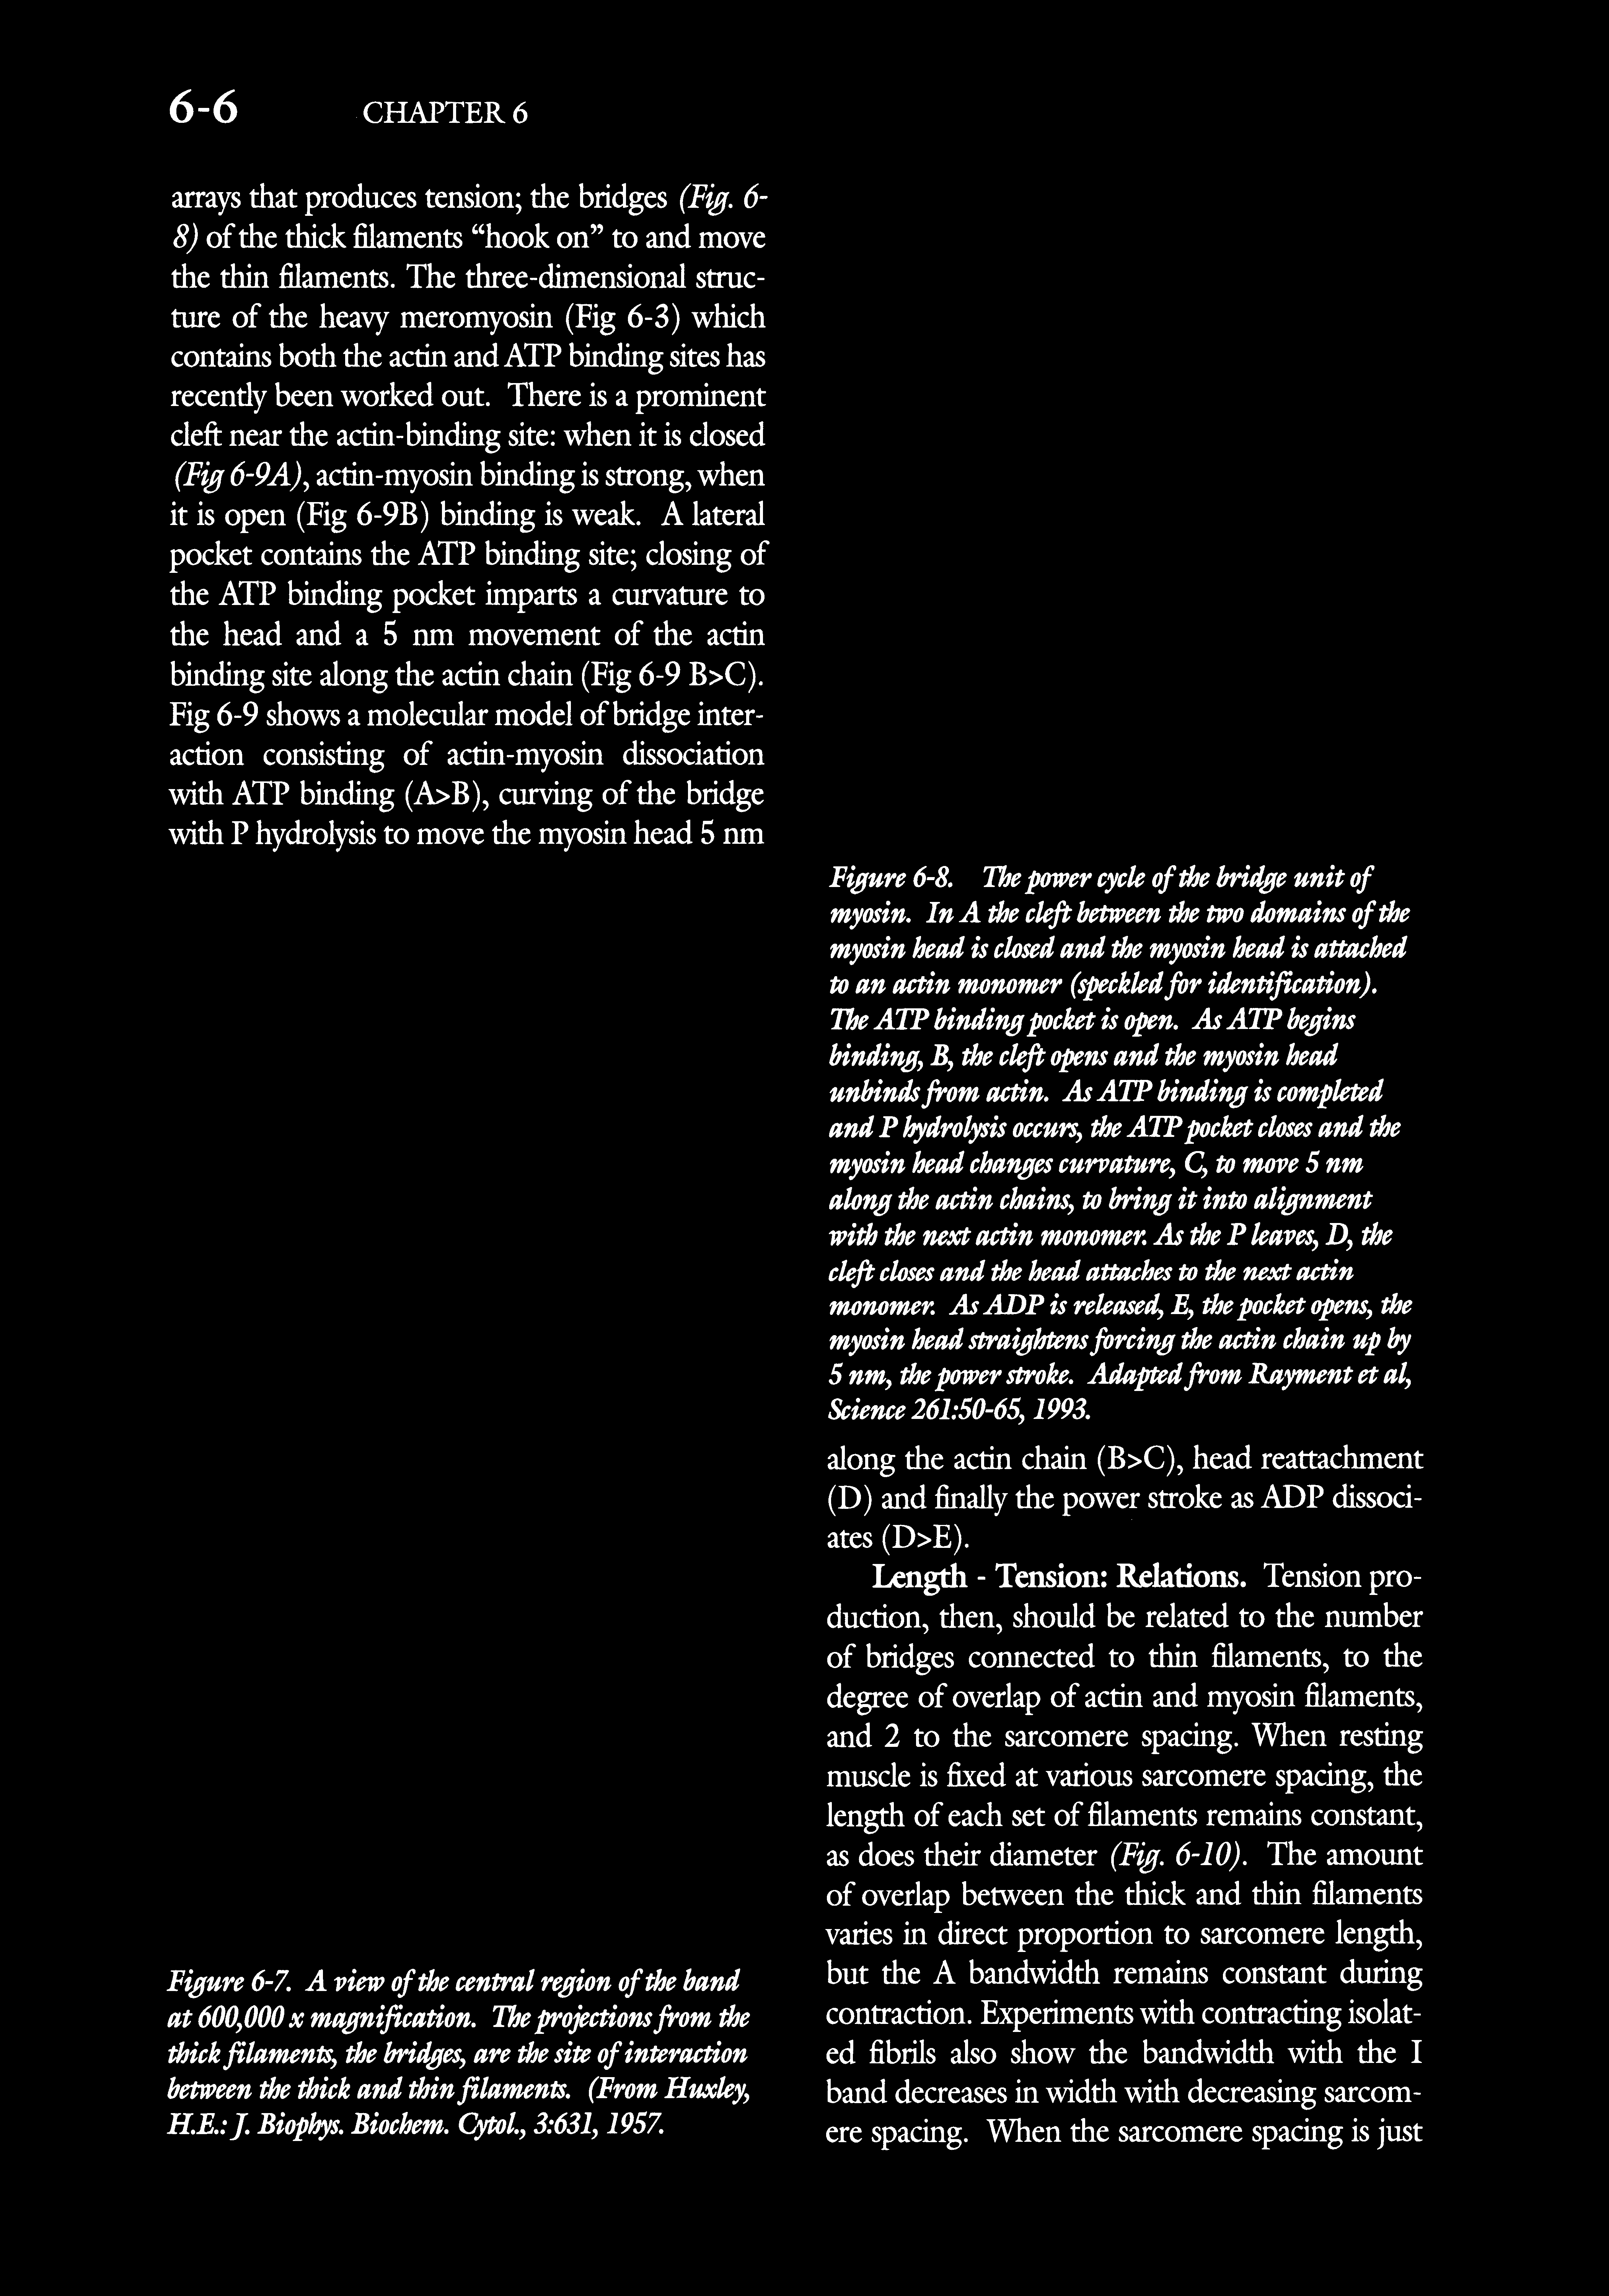 6-6 CHAPTER 6
arrays that produces tension; the bridges (Fig. 6-
8) of the thick filaments “hook on” to and move
the thin filaments. The three-dimensional struc-
ture of the heavy meromyosin (Fig 6-3) which
contains both the actin and ATP binding sites has
recently been worked out. There is a prominent
cleft near the actin-binding site: when it is closed
(Fig 6-9A), actin-myosin binding is strong, when
it is open (Fig 6-9B) binding is weak. A lateral
pocket contains the ATP binding site; closing of
the ATP binding pocket imparts a curvature to
the head and a 5 nm movement of the actin
binding site along the actin chain (Fig 6-9 B>C).
Fig 6-9 shows a molecular model of bridge inter-
action consisting of actin-myosin dissociation
with ATP binding (A>B), curving of the bridge
with P hydrolysis to move the myosin head 5 nm
Figure 6-7. A view of the central region of the band
at 600,000 x magnification. The projections from the
thick filaments, the bridges, are the site of interaction
between the thick and thin filaments. (From Huxley,
H.E.: J. Biophys. Biochem. Cytol., 3:631, 1957.
Figure 6-8. The power cycle of the bridge unit of
myosin. In A the cleft between the two domains of the
myosin head is closed and the myosin head is attached
to an actin monomer (speckled for identification).
The ATP binding pocket is open. As ATP begins
binding, B, the cleft opens and the myosin head
unbinds from actin. As ATP binding is completed
and P hydrolysis occurs, the ATP pocket closes and the
myosin head changes curvature, C, to move 5 nm
along the actin chains, to bring it into alignment
with the next actin monomer. As the P leaves, D, the
cleft closes and the head attaches to the next actin
monomer. As ADP is released, E, the pocket opens, the
myosin head straightens forcing the actin chain up by
5 nm, the power stroke. Adapted from Rayment et al,
Science 261:50-65, 1993.
along the actin chain (B>C), head reattachment
(D) and finally the power stroke as ADP dissoci-
ates (D>E).
Length - Tension: Relations. Tension pro-
duction, then, should be related to the number
of bridges connected to thin filaments, to the
degree of overlap of actin and myosin filaments,
and 2 to the sarcomere spacing. When resting
muscle is fixed at various sarcomere spacing, the
length of each set of filaments remains constant,
as does their diameter (Fig. 6-10). The amount
of overlap between the thick and thin filaments
varies in direct proportion to sarcomere length,
but the A bandwidth remains constant during
contraction. Experiments with contracting isolat-
ed fibrils also show the bandwidth with the I
band decreases in width with decreasing sarcom-
ere spacing. When the sarcomere spacing is just